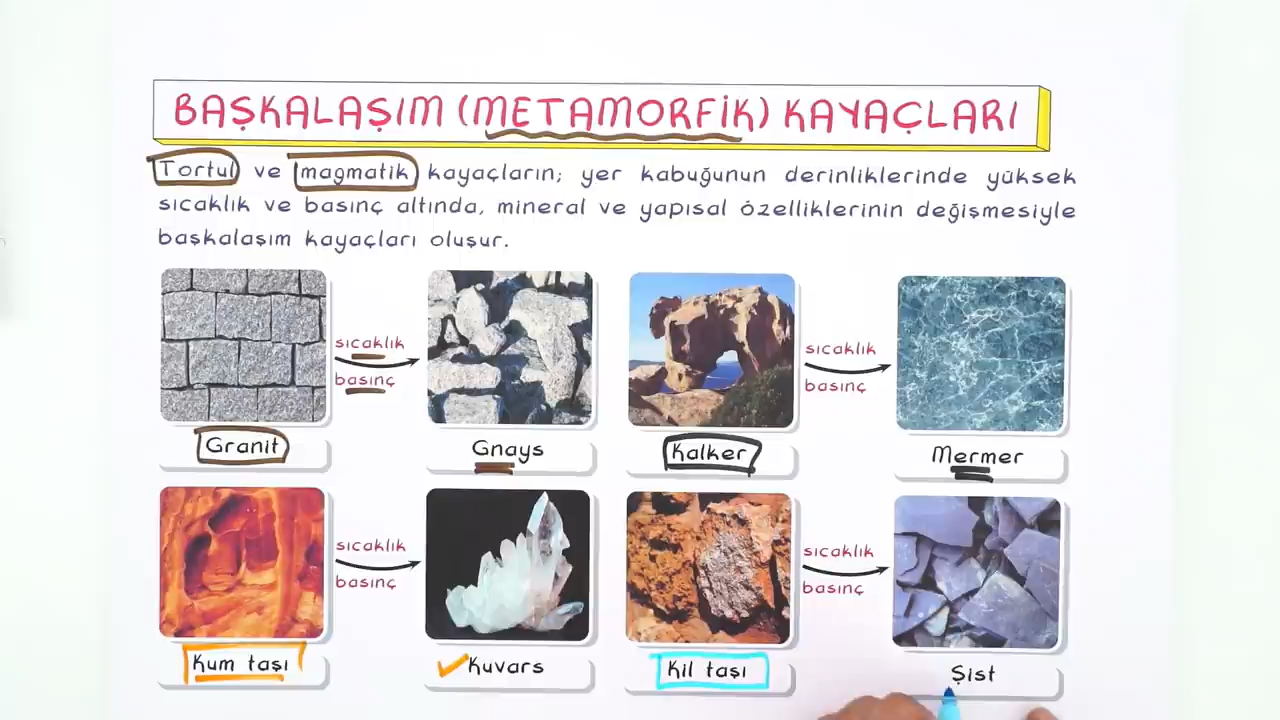 BAŞKALAŞIM (METAMORFİK) KAYAÇLARI
Tortul ve magmatik kayaçların; yer kabuğunun derinliklerinde yüksek
sıcaklık ve basınç altında, mineral ve yapısal özelliklerinin değişmesiyle
başkalaşım kayaçları oluşur.
sıcaklık
basınç
sıcaklık
basınç
Granit
Gnays
Kalker
Mermer
sıcaklık
basınç
sıcaklık
basınç
Kum taşı
Kuvars
Kil taşı
Şist